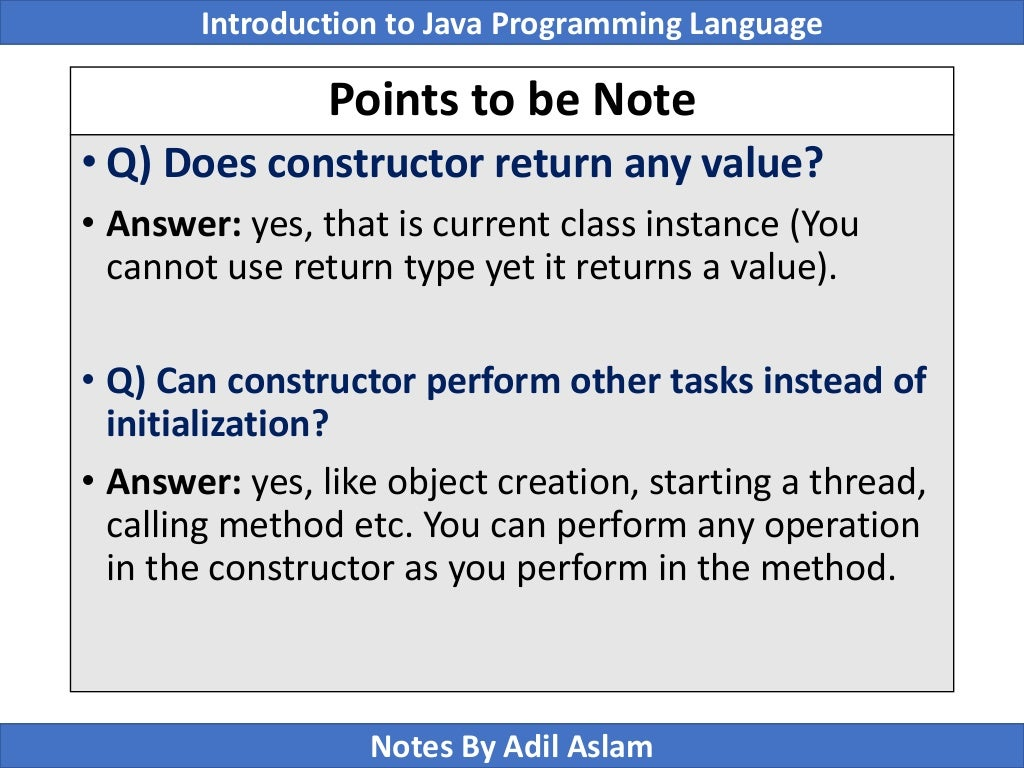 Introduction to Java Programming Language
Points to be Note
• Q) Does constructor return any value?
• Answer: yes, that is current class instance (You
cannot use return type yet it returns a value).
• Q) Can constructor perform other tasks instead of
initialization?
• Answer: yes, like object creation, starting a thread,
calling method etc. You can perform any operation
in the constructor as you perform in the method.
Notes By Adil Aslam